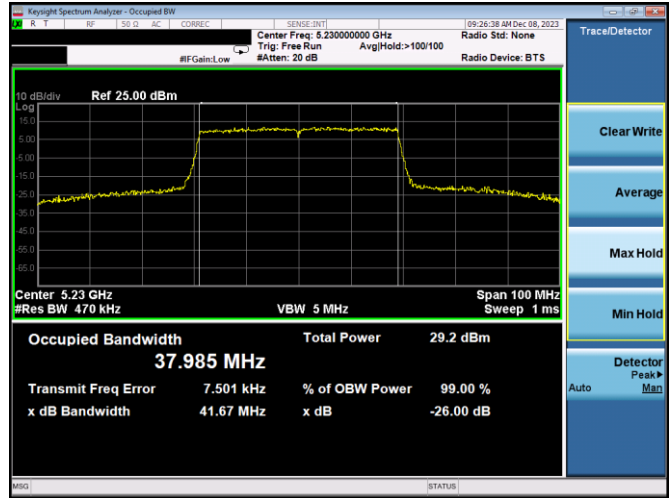 Keysight Spectrum Analyzer - Occupied BW
R T RF 50 Ω AC CORREC SENSE:INT 09:26:38 AM Dec 08, 2023
Center Freq: 5.230000000 GHz Radio Std: None
Trig: Free Run Avg|Hold:>100/100
#IFGain:Low #Atten: 20 dB Radio Device: BTS
Trace/Detector
10 dB/div Ref 25.00 dBm
Log
15.0
5.00
-5.00
-15.0
-25.0
-35.0
-45.0
-55.0
-65.0
Center 5.23 GHz Span 100 MHz
#Res BW 470 kHz VBW 5 MHz Sweep 1 ms
Occupied Bandwidth Total Power 29.2 dBm
37.985 MHz
Transmit Freq Error 7.501 kHz % of OBW Power 99.00 %
x dB Bandwidth 41.67 MHz x dB -26.00 dB
Clear Write
Average
Max Hold
Min Hold
Detector
Peak▶
Auto Man
MSG STATUS